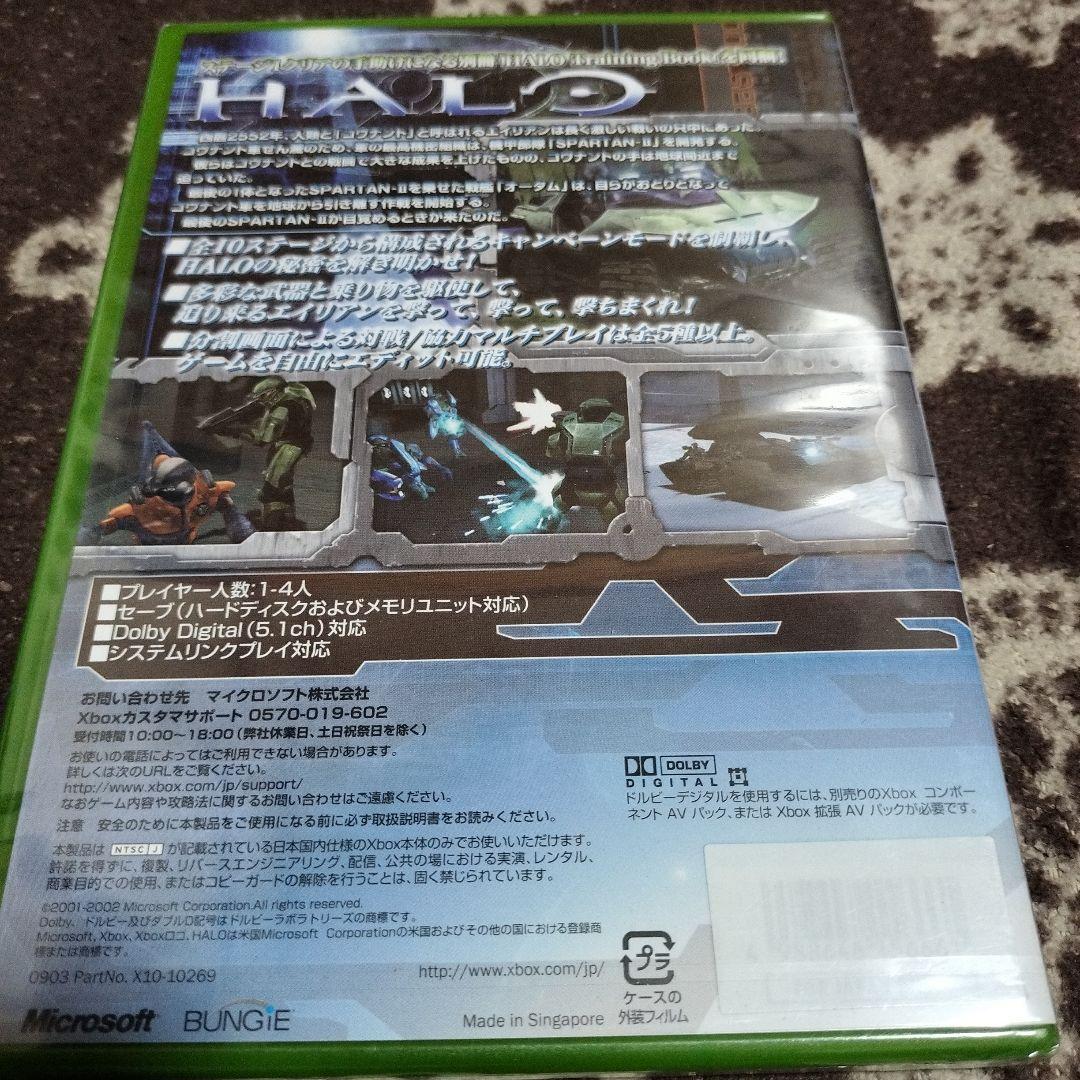 ステージクリアの手助けになる別冊「HALO Training Book」を同梱!
HALO
西暦2552年、人類と「コヴナント」と呼ばれるエイリアンは長く激しい戦いの只中にあった。
コヴナント軍せん滅のため、軍の最高機密組織は、機甲部隊「SPARTAN-II」を開発する。
彼らはコヴナントとの戦闘で大きな成果を上げたものの、コヴナントの手は地球間近まで
迫っていた。
最後の1体となったSPARTAN-IIを乗せた戦艦「オータム」は、自らがおとりとなって
コヴナント軍を地球から引き離す作戦を開始する。
最後のSPARTAN-IIが目覚めるときが来たのだ。
■全10ステージから構成されるキャンペーンモードを制覇し、
HALOの秘密を解き明かせ!
■多彩な武器と乗り物を駆使して、
迫り来るエイリアンを撃って、撃って、撃ちまくれ!
■分割画面による対戦/協力マルチプレイは全5種以上。
ゲームを自由にエディット可能。
■プレイヤー人数:1-4人
■セーブ(ハードディスクおよびメモリユニット対応)
■Dolby Digital(5.1ch)対応
■システムリンクプレイ対応
お問い合わせ先 マイクロソフト株式会社
Xboxカスタマサポート 0570-019-602
受付時間10:00〜18:00(弊社休業日、土日祝祭日を除く)
お使いの電話によってはご利用できない場合があります。
詳しくは次のURLをご覧ください。
http://www.xbox.com/jp/support/
なおゲーム内容や攻略法に関するお問い合わせはご遠慮ください。
注意 安全のために本製品をご使用になる前に必ず取扱説明書をお読みください。
本製品は NTSC J が記載されている日本国内仕様のXbox本体のみでお使いいただけます。
許諾を得ずに、複製、リバースエンジニアリング、配信、公共の場における実演、レンタル、
商業目的での使用、またはコピーガードの解除を行うことは、固く禁じられています。
DOLBY
DIGITAL
ドルビーデジタルを使用するには、別売りのXbox コンポー
ネント AV パック、または Xbox 拡張 AV パックが必要です。
©2001-2002 Microsoft Corporation.All rights reserved.
Dolby、ドルビー及びダブルD記号はドルビーラボラトリーズの商標です。
Microsoft, Xbox, Xboxロゴ, HALOは米国Microsoft Corporationの米国およびその他の国における登録商
標または商標です。
0903 PartNo. X10-10269
http://www.xbox.com/jp/
プラ
ケースの
外装フィルム
Microsoft BUNGiE
Made in Singapore